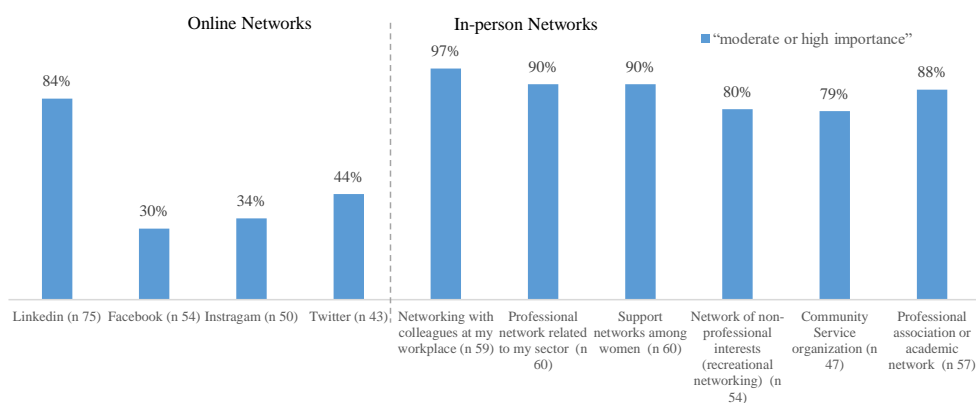 Online Networks
In-person Networks
“moderate or high importance”
84%
30%
34%
44%
97%
90%
90%
80%
79%
88%
Linkedin (n 75)
Facebook (n 54)
Instragam (n 50)
Twitter (n 43)
Networking with
colleagues at my
workplace (n 59)
Professional
network related
to my sector (n
60)
Support
networks among
women (n 60)
Network of non-
professional
interests
(recreational
networking) (n
54)
Community
Service
organization (n
47)
Professional
association or
academic
network (n 57)